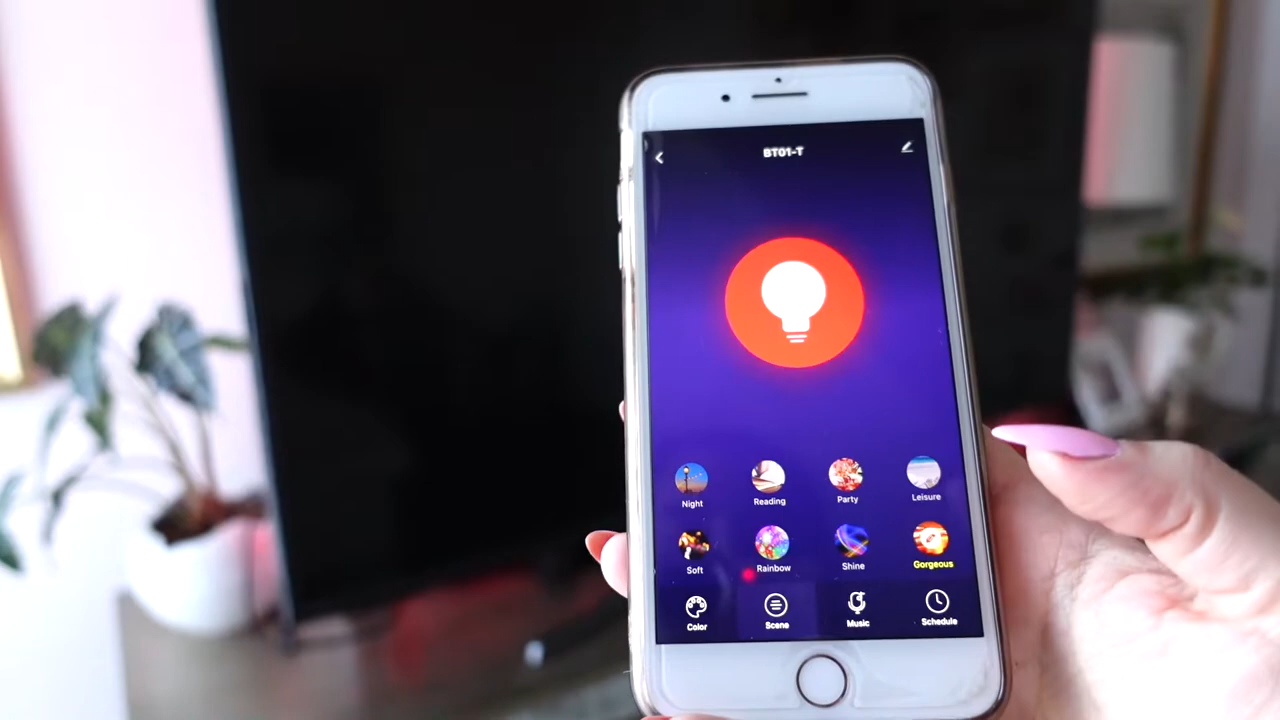 BT01-T
Night Reading Party Leisure
Soft Rainbow Shine Gorgeous
Color Scene Music Schedule